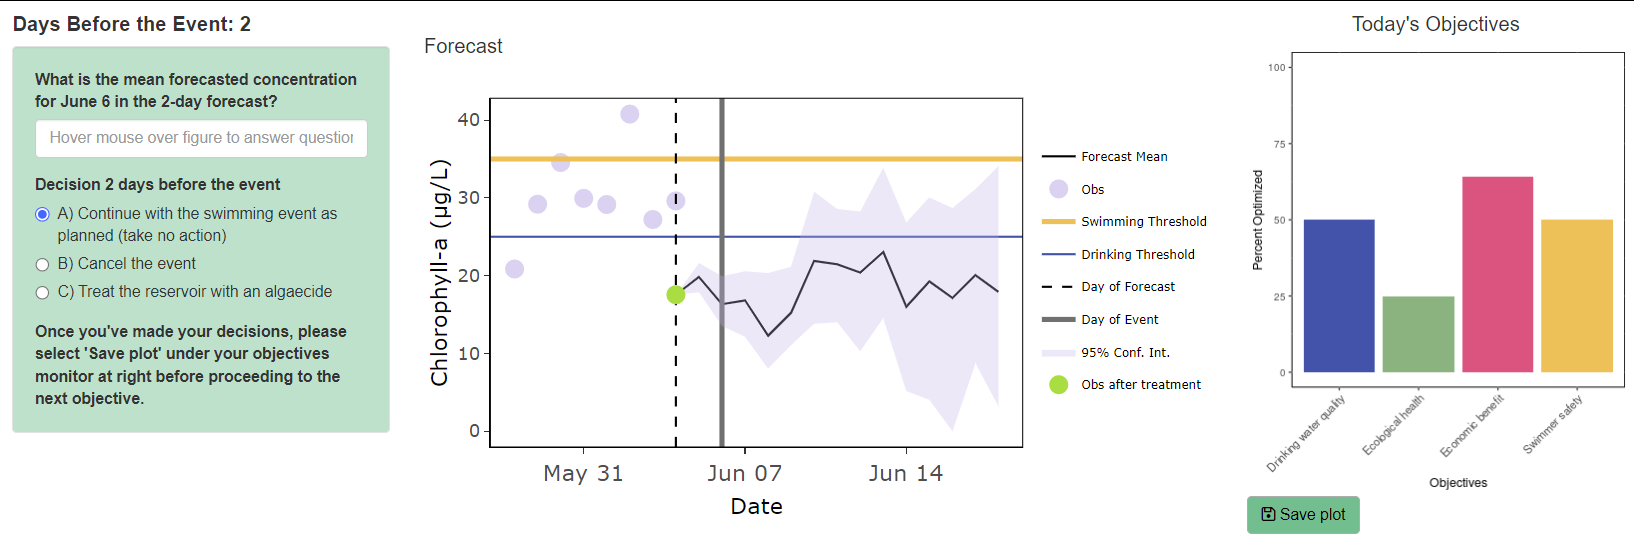 Days Before the Event: 2
What is the mean forecasted concentration
for June 6 in the 2-day forecast?
Hover mouse over figure to answer question
Decision 2 days before the event
A) Continue with the swimming event as
planned (take no action)
B) Cancel the event
C) Treat the reservoir with an algaecide
Once you've made your decisions, please
select 'Save plot' under your objectives
monitor at right before proceeding to the
next objective.
Forecast
Chlorophyll-a (µg/L)
40
30
20
10
0
May 31
Jun 07
Jun 14
Date
Forecast Mean
Obs
Swimming Threshold
Drinking Threshold
Day of Forecast
Day of Event
95% Conf. Int.
Obs after treatment
Today's Objectives
Percent Optimized
100
75
50
25
0
Drinking water quality
Ecological health
Economic benefit
Swimmer safety
Objectives
Save plot